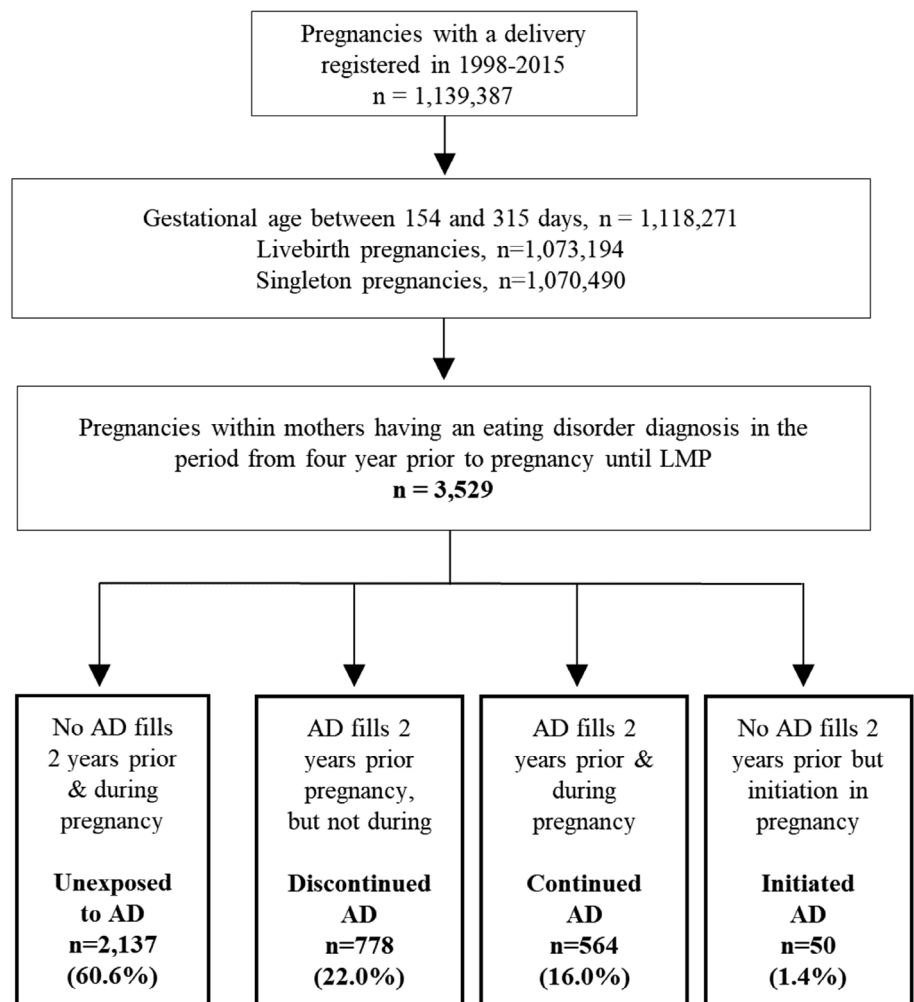 Pregnancies with a delivery
registered in 1998-2015
n = 1,139,387
Gestational age between 154 and 315 days, n = 1,118,271
Livebirth pregnancies, n=1,073,194
Singleton pregnancies, n=1,070,490
Pregnancies within mothers having an eating disorder diagnosis in the
period from four year prior to pregnancy until LMP
n = 3,529
No AD fills
2 years prior
& during
pregnancy
Unexposed
to AD
n=2,137
(60.6%)
AD fills 2
years prior
pregnancy,
but not during
Discontinued
AD
n=778
(22.0%)
AD fills 2
years prior &
during
pregnancy
Continued
AD
n=564
(16.0%)
No AD fills 2
years prior but
initiation in
pregnancy
Initiated
AD
n=50
(1.4%)